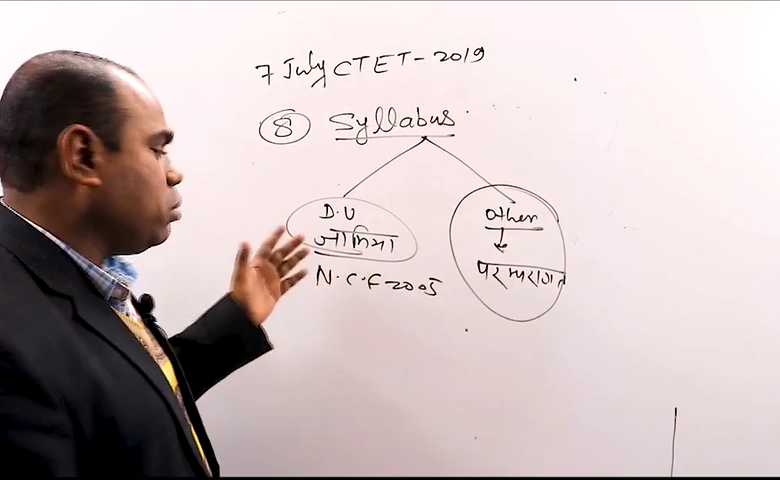 7 July CTET-2019
8 Syllabus
D.U
जामिया
N.C.F-2005
other
परम्परागत